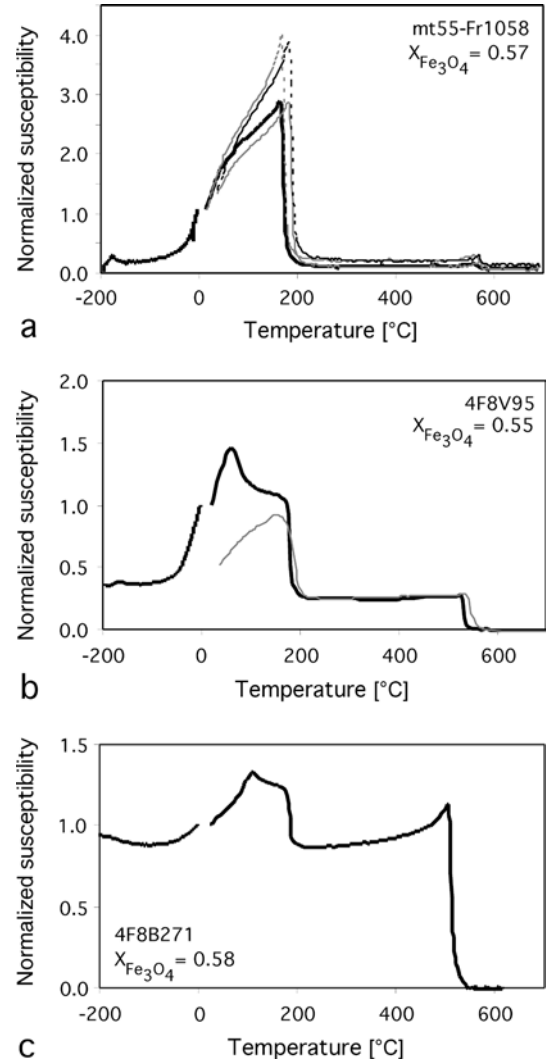 mt55-Fr1058
X_Fe3O4 = 0.57
Normalized susceptibility
4.0
3.0
2.0
1.0
0.0
-200 0 200 400 600
Temperature [°C]
a
4F8V95
X_Fe3O4 = 0.55
Normalized susceptibility
2.0
1.5
1.0
0.5
0.0
-200 0 200 400 600
Temperature [°C]
b
Normalized susceptibility
1.5
1.0
0.5
0.0
4F8B271
X_Fe3O4 = 0.58
-200 0 200 400 600
Temperature [°C]
c